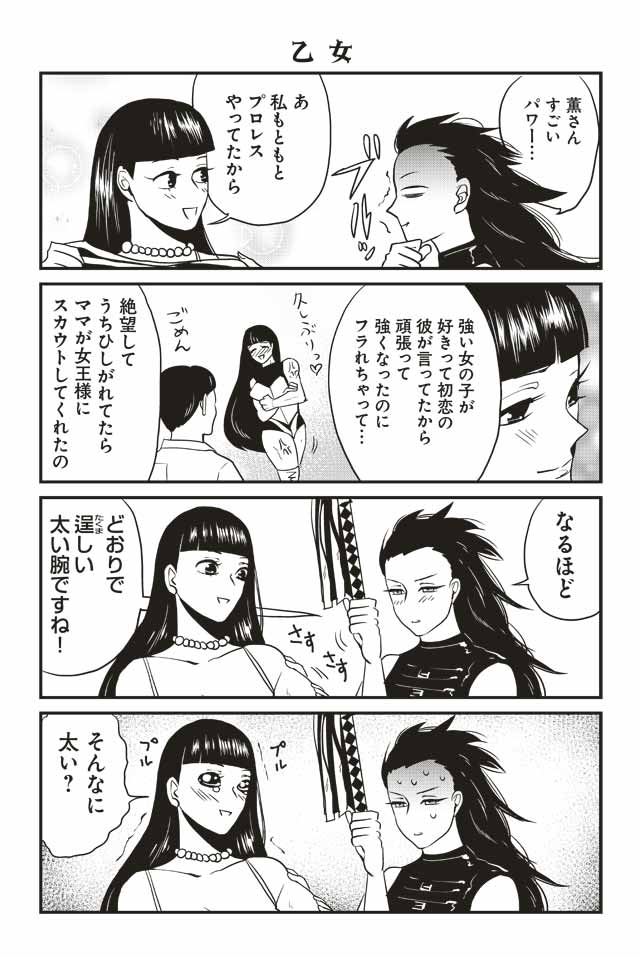 乙女
薫さん
すごい
パワー…
ブルッ
あ
私もともと
プロレス
やってたから
強い女の子が
好きって初恋の
彼が言ってたから
頑張って
強くなったのに
フラれちゃって…
久しぶりっ♡
ごめん
絶望して
うちひしがれてたら
ママが女王様に
スカウトしてくれたの
なるほど
さす
さす
どおりで
逞しい
たくま
太い腕ですね！
プル
プル
そんなに
太い？